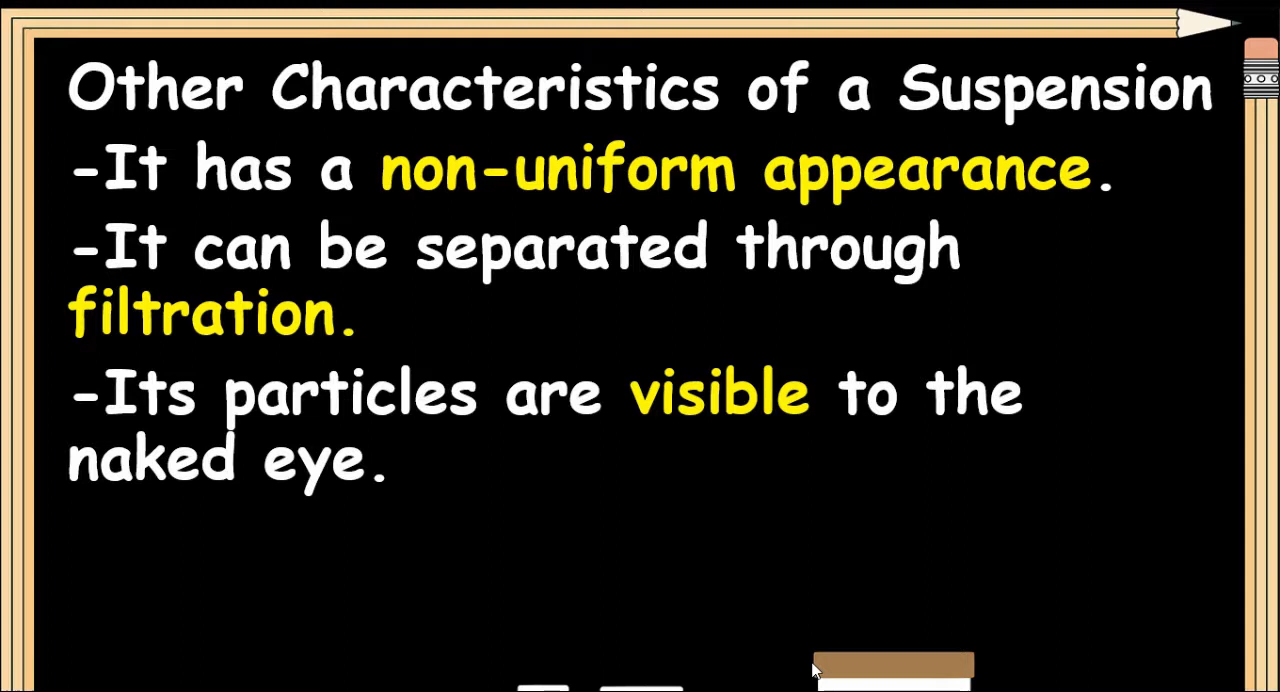 Other Characteristics of a Suspension
-It has a non-uniform appearance.
-It can be separated through
filtration.
-Its particles are visible to the
naked eye.